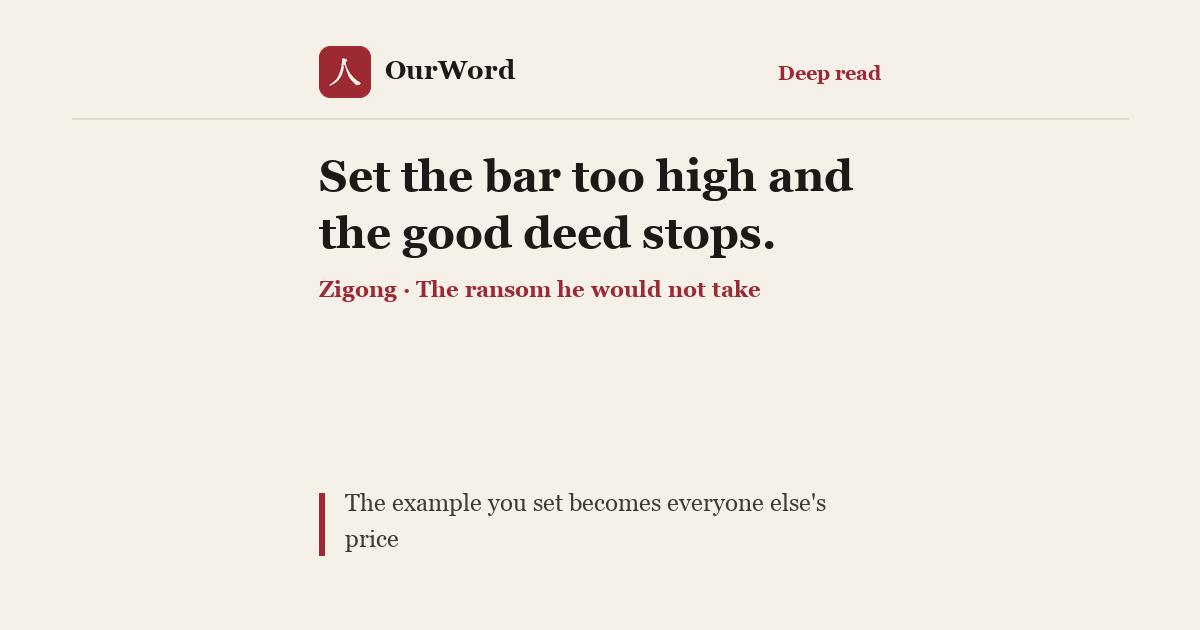 人 OurWord
Deep read
Set the bar too high and
the good deed stops.
Zigong · The ransom he would not take
The example you set becomes everyone else's
price